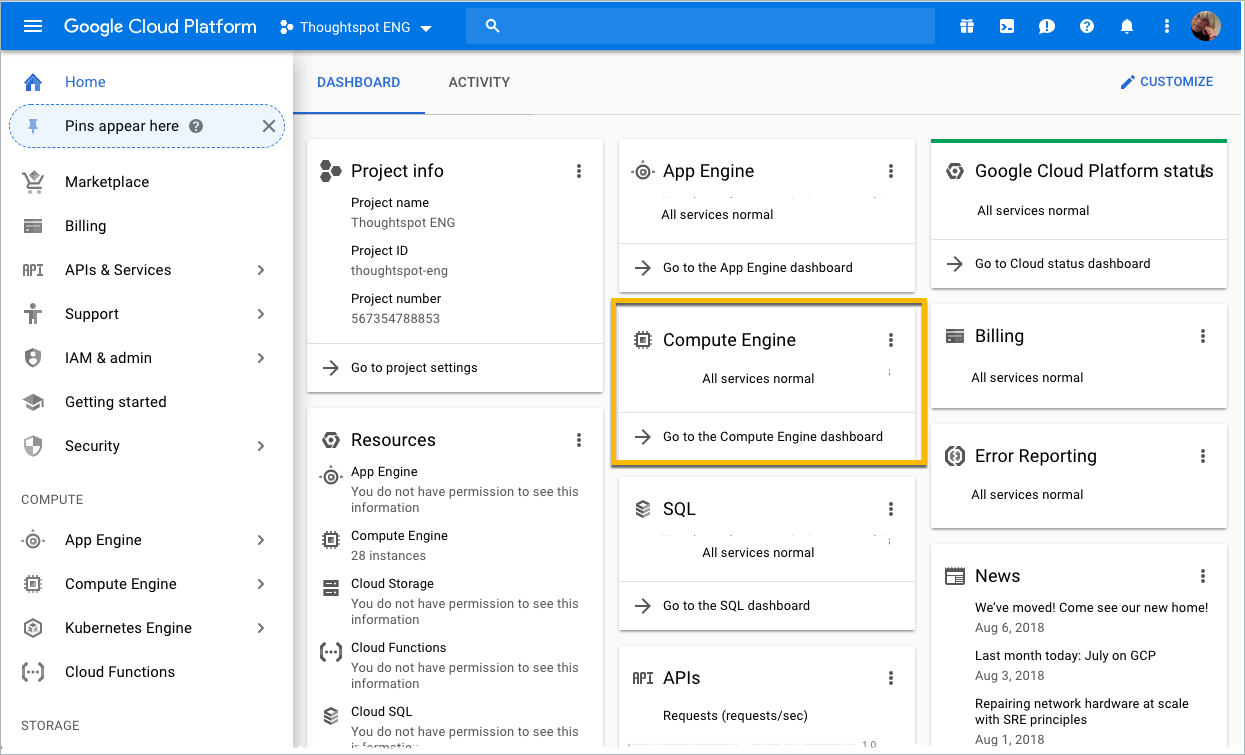 Google Cloud Platform
Thoughtspot ENG
Home
Pins appear here
Marketplace
Billing
API
APIs & Services
Support
IAM & admin
Getting started
Security
COMPUTE
App Engine
Compute Engine
Kubernetes Engine
Cloud Functions
STORAGE
DASHBOARD
ACTIVITY
CUSTOMIZE
Project info
Project name
Thoughtspot ENG
Project ID
thoughtspot-eng
Project number
567354788853
Go to project settings
Resources
App Engine
You do not have permission to see this
information
Compute Engine
28 instances
Cloud Storage
You do not have permission to see this
information
Cloud Functions
You do not have permission to see this
information
Cloud SQL
You do not have permission to see this
information
App Engine
All services normal
Go to the App Engine dashboard
Compute Engine
All services normal
Go to the Compute Engine dashboard
SQL
All services normal
Go to the SQL dashboard
API
APIs
Requests (requests/sec)
1.0
Google Cloud Platform status
All services normal
Go to Cloud status dashboard
Billing
All services normal
Error Reporting
All services normal
News
We've moved! Come see our new home!
Aug 6, 2018
Last month today: July on GCP
Aug 3, 2018
Repairing network hardware at scale
with SRE principles
Aug 1, 2018